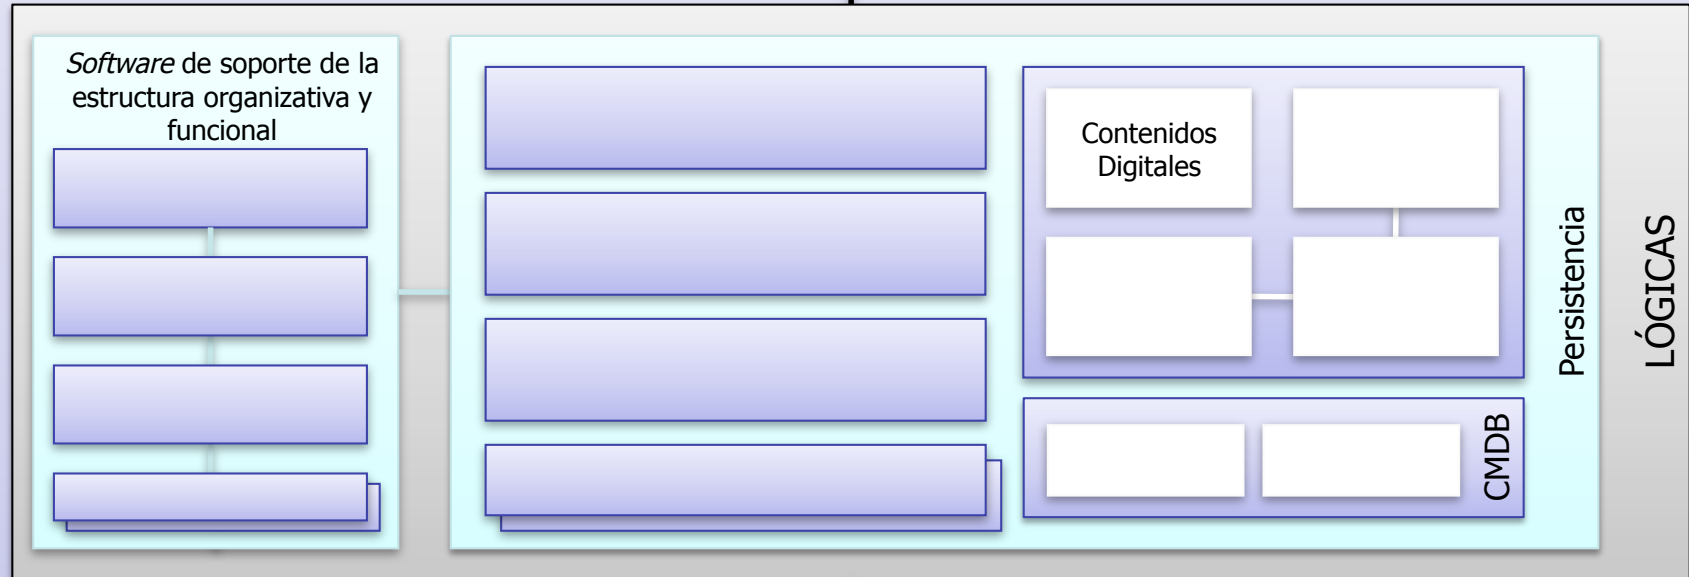 Software de soporte de la
estructura organizativa y
funcional
Contenidos
Digitales
Persistencia
CMDB
LÓGICAS